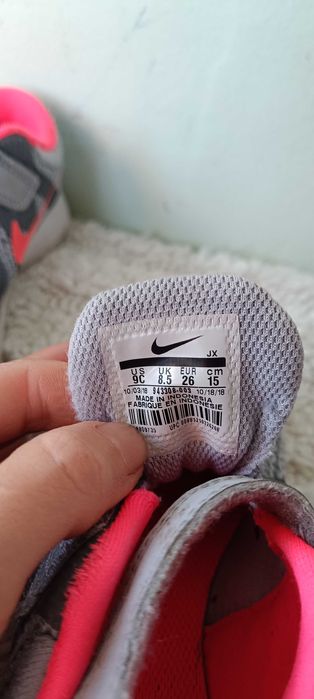 JX
US UK EUR cm
9C 8.5 26 15
10/03/18 10/18/18
MADE IN INDONESIA
FABRIQUE EN INDONESIE
UPC